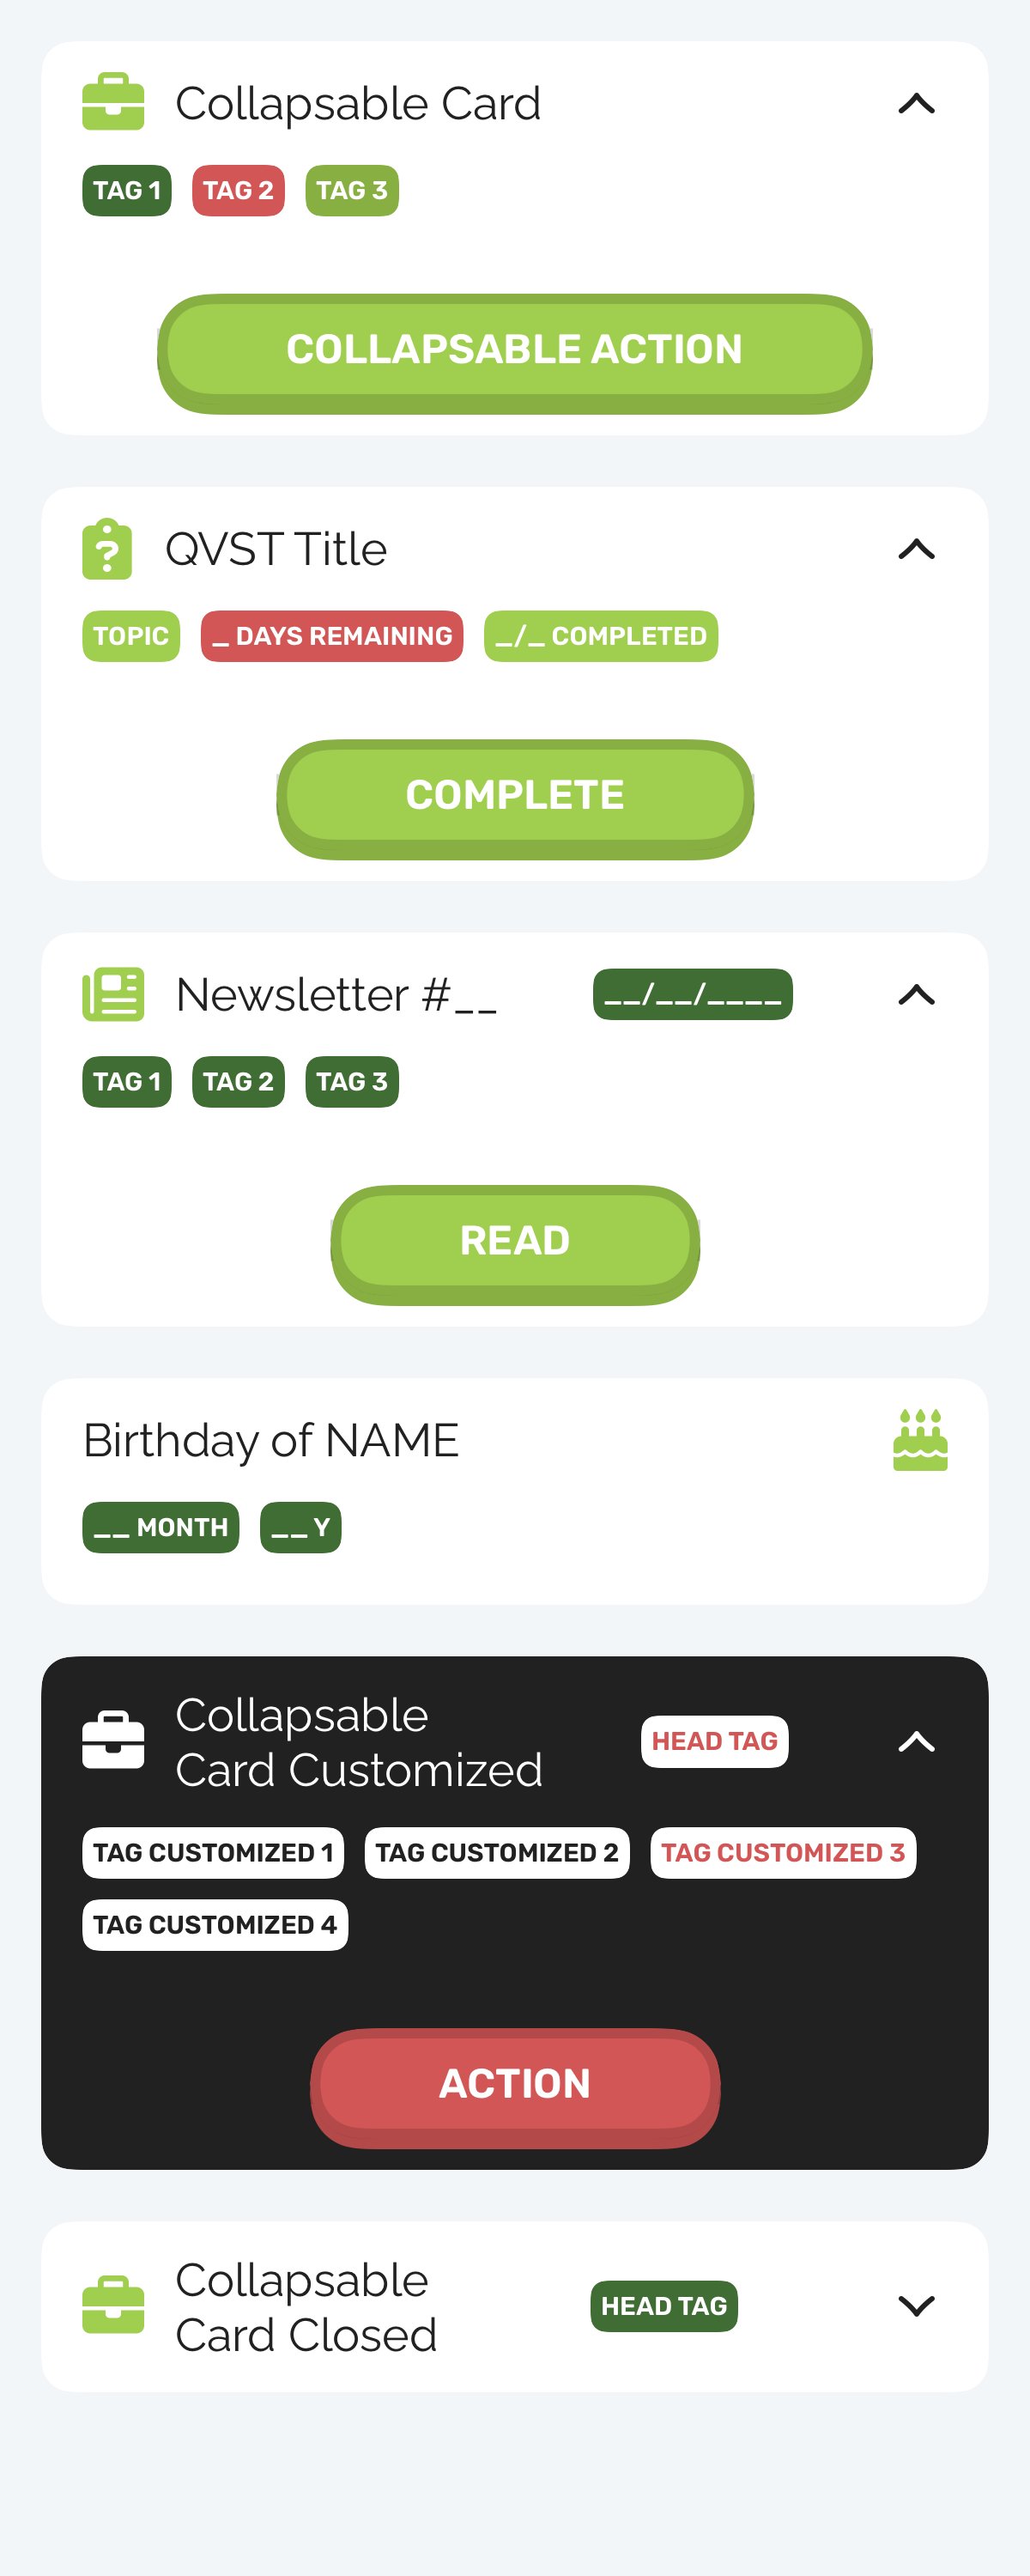 Collapsable Card
TAG 1 TAG 2 TAG 3
COLLAPSABLE ACTION
QVST Title
TOPIC _ DAYS REMAINING _/_ COMPLETED
COMPLETE
Newsletter #__ __/__/____
TAG 1 TAG 2 TAG 3
READ
Birthday of NAME
__ MONTH __ Y
Collapsable
Card Customized
HEAD TAG
TAG CUSTOMIZED 1 TAG CUSTOMIZED 2 TAG CUSTOMIZED 3
TAG CUSTOMIZED 4
ACTION
Collapsable
Card Closed
HEAD TAG